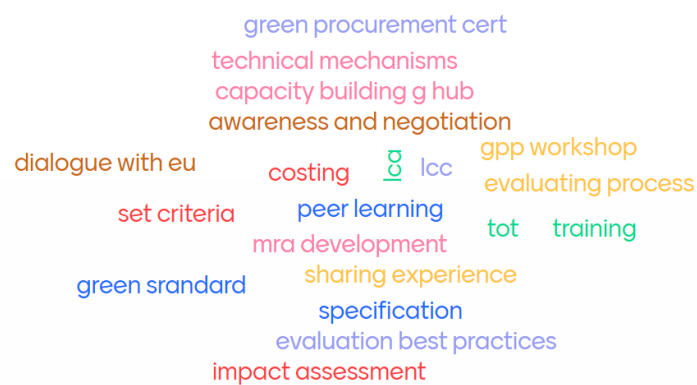 green procurement cert
technical mechanisms
capacity building g hub
awareness and negotiation
gpp workshop
dialogue with eu
costing
lca
lcc
evaluating process
set criteria
peer learning
tot
training
mra development
green srandard
sharing experience
specification
evaluation best practices
impact assessment